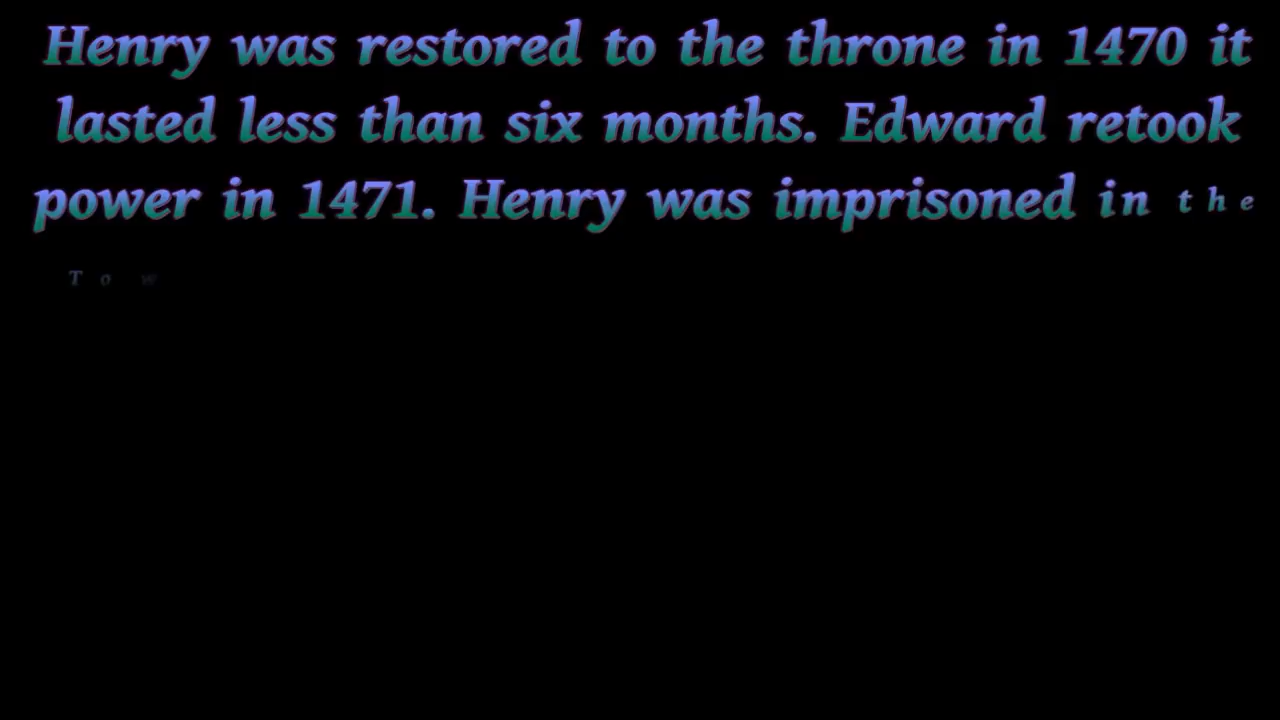 Henry was restored to the throne in 1470 it
lasted less than six months. Edward retook
power in 1471. Henry was imprisoned in the
Tow